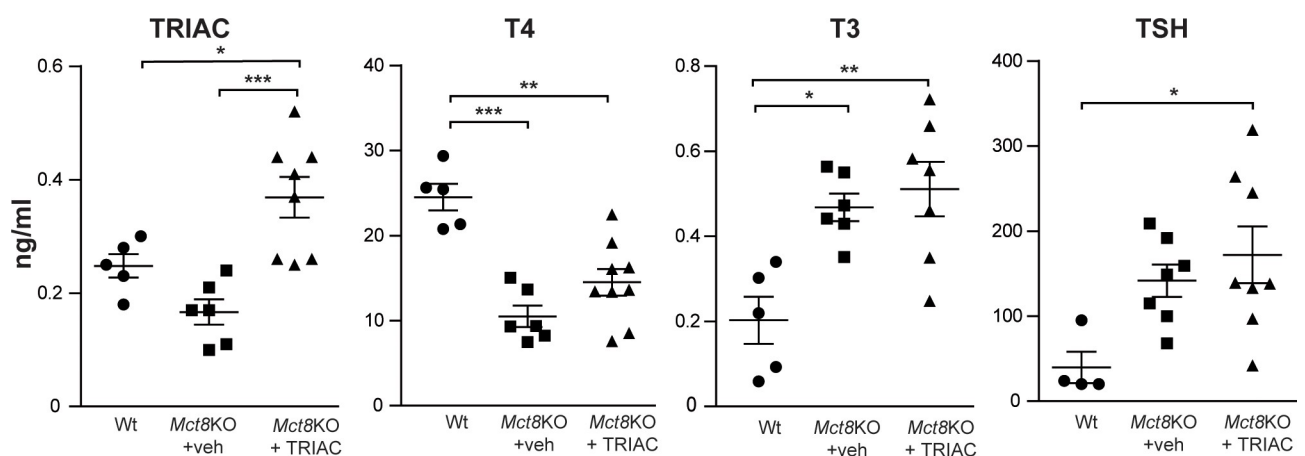 TRIAC
T4
T3
TSH
ng/ml
0.6
0.4
0.2
0
*
***
Wt
Mct8KO
+veh
Mct8KO
+ TRIAC
40
30
20
10
0
**
***
Wt
Mct8KO
+veh
Mct8KO
+ TRIAC
0.8
0.6
0.4
0.2
0.0
**
*
Wt
Mct8KO
+veh
Mct8KO
+ TRIAC
400
300
200
100
0
*
Wt
Mct8KO
+veh
Mct8KO
+ TRIAC